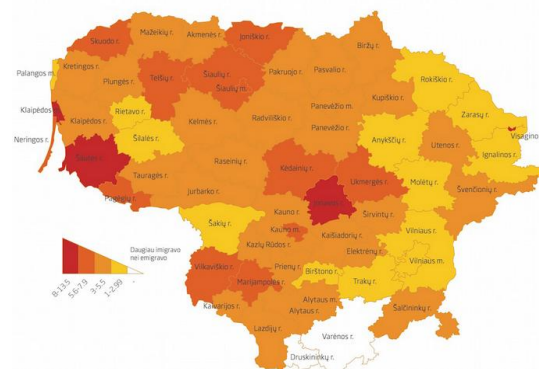 Skuodo r.
Mažeikių r.
Akmenės r.
Joniškio r.
Biržų r.
Palangos m.
Kretingos r.
Plungės r.
Telšių r.
Šiaulių r.
Šiaulių m.
Pakruojo r.
Pasvalio r.
Rokiškio r.
Kupiškio r.
Klaipėdos
Klaipėdos r.
Rietavo r.
Kelmės r.
Radviliškio r.
Panevėžio m.
Panevėžio r.
Zarasų r.
Visagino
Neringos r.
Šilalės r.
Anykščių r.
Utenos r.
Ignalinos r.
Tauragės r.
Raseinių r.
Kėdainių r.
Ukmergės r.
Molėtų r.
Švenčionių r.
Pagėgių r.
Jurbarko r.
Šakių r.
Kauno r.
Kauno m.
Širvintų r.
Kaišiadorių r.
Vilniaus r.
Vilniaus m.
Kazlų Rūdos r.
Elektrėnų r.
Daugiau imigravo
nei emigravo
8-13.5
5.6-7.9
3-5.5
1-2.99
-
Vilkaviškio r.
Marijampolės r.
Prienų r.
Birštono r.
Trakų r.
Kalvarijos r.
Alytaus m.
Alytaus r.
Šalčininkų r.
Lazdijų r.
Varėnos r.
Druskininkų r.